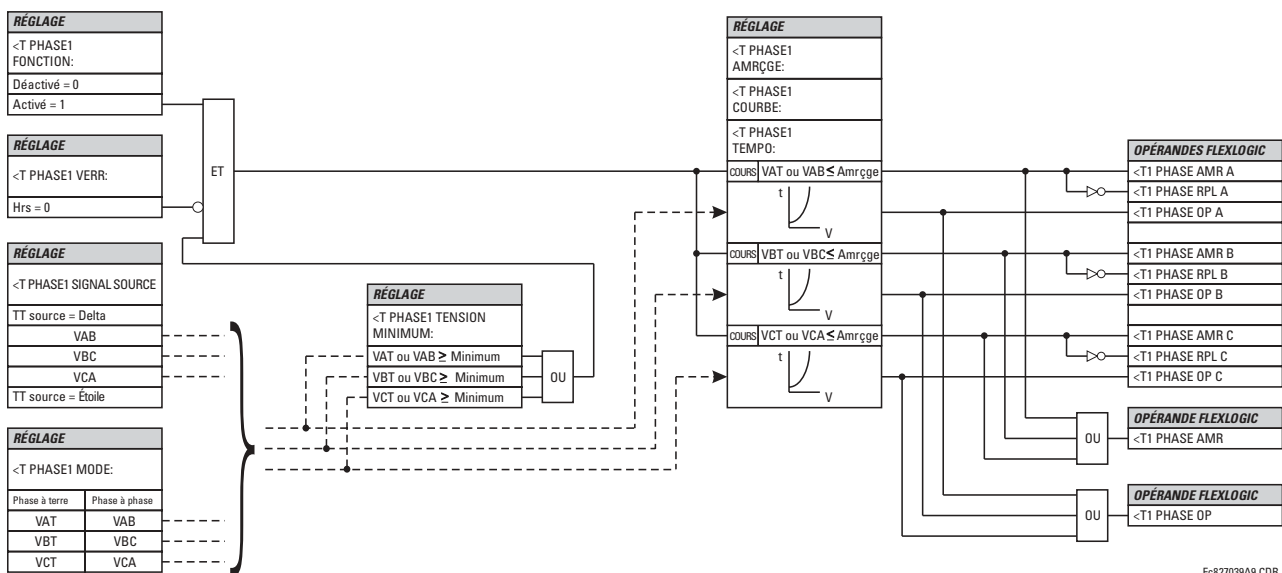 RÉGLAGE
<T PHASE1
FONCTION:
Déactivé = 0
Activé = 1
RÉGLAGE
<T PHASE1 VERR:
Hrs = 0
RÉGLAGE
<T PHASE1 SIGNAL SOURCE
TT source = Delta
VAB
VBC
VCA
TT source = Étoile
RÉGLAGE
<T PHASE1 MODE:
Phase à terre Phase à phase
VAT VAB
VBT VBC
VCT VCA
ET
RÉGLAGE
<T PHASE1 TENSION
MINIMUM:
VAT ou VAB ≥ Minimum
VBT ou VBC ≥ Minimum
VCT ou VCA ≥ Minimum
OU
RÉGLAGE
<T PHASE1
AMRÇGE:
<T PHASE1
COURBE:
<T PHASE1
TEMPO:
COURS VAT ou VAB ≤ Amrçge
t
V
COURS VBT ou VBC ≤ Amrçge
t
V
COURS VCT ou VCA ≤ Amrçge
t
V
OPÉRANDES FLEXLOGIC
<T1 PHASE AMR A
<T1 PHASE RPL A
<T1 PHASE OP A
<T1 PHASE AMR B
<T1 PHASE RPL B
<T1 PHASE OP B
<T1 PHASE AMR C
<T1 PHASE RPL C
<T1 PHASE OP C
OU
OPÉRANDE FLEXLOGIC
<T1 PHASE AMR
OU
OPÉRANDE FLEXLOGIC
<T1 PHASE OP
Fc827039A9.CDR